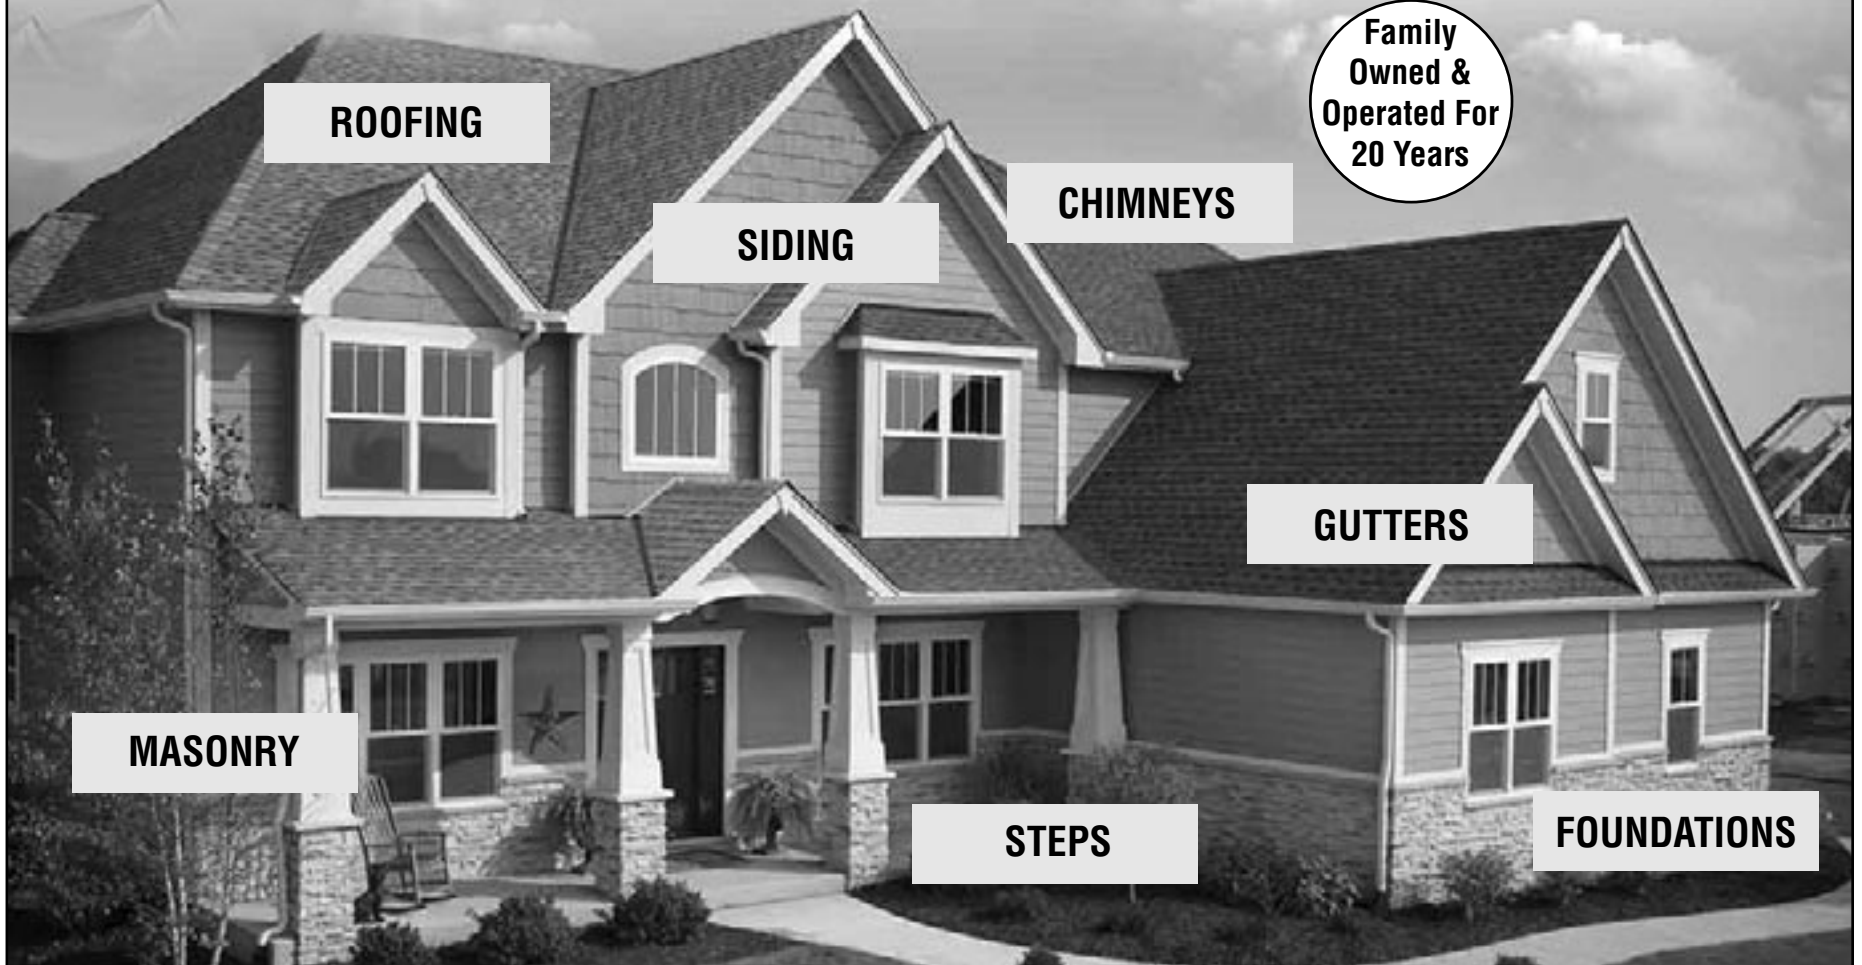 Family
Owned &
Operated For
20 Years
ROOFING
CHIMNEYS
SIDING
GUTTERS
MASONRY
STEPS
FOUNDATIONS